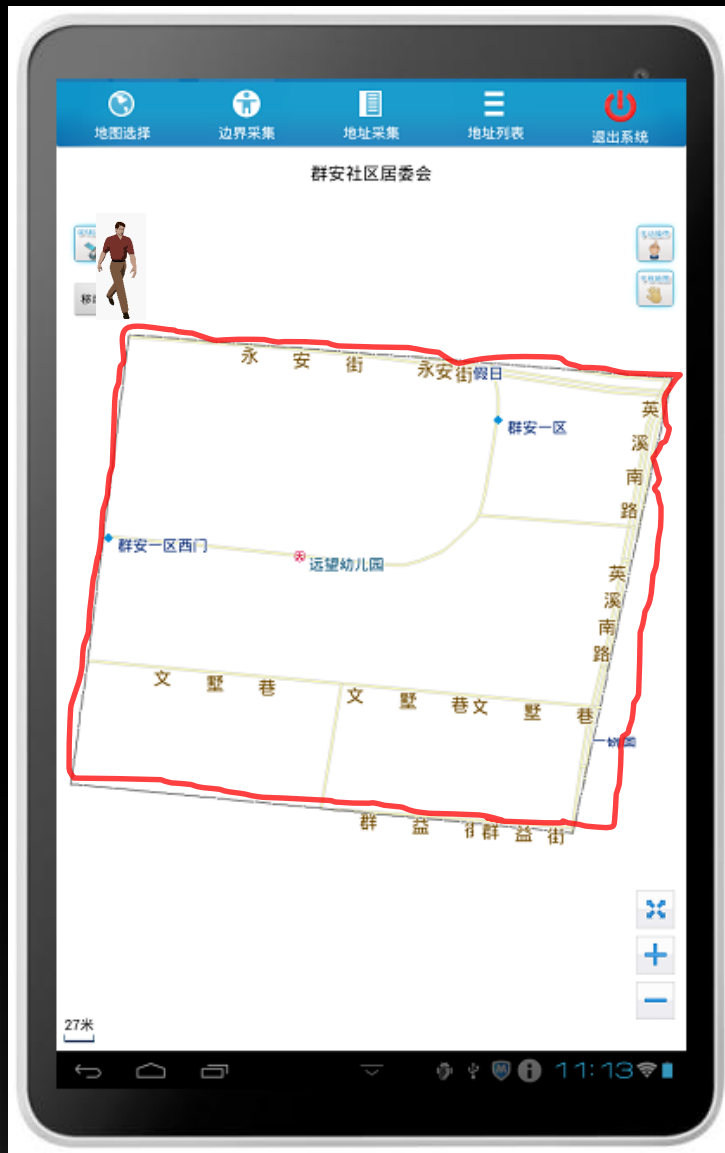 地图选择 边界采集 地址采集 地址列表 退出系统
群安社区居委会
永安街 永安街 假日
英溪南路
群安一区
群安一区西门
远望幼儿园
英溪南路
文墅巷 文墅巷 文墅巷
群益街 群益街
27米
11:13